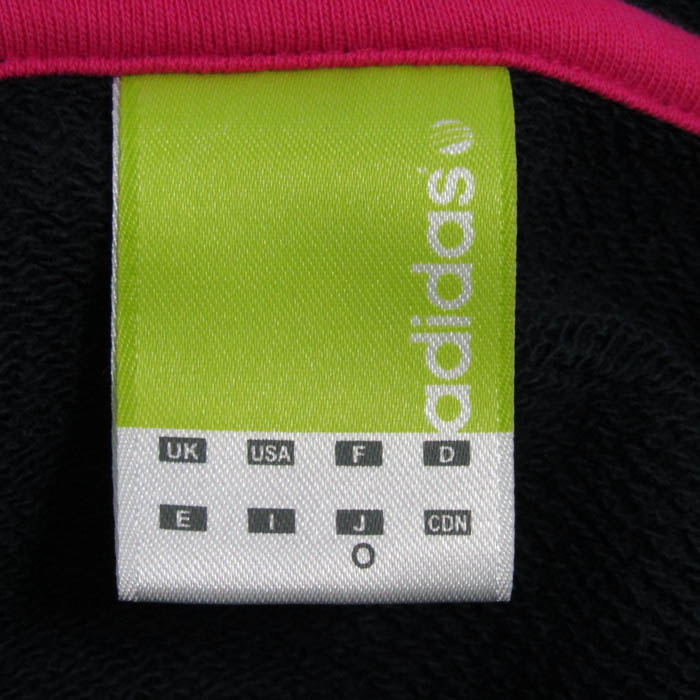 adidas
UK USA F D
E I J CDN
O